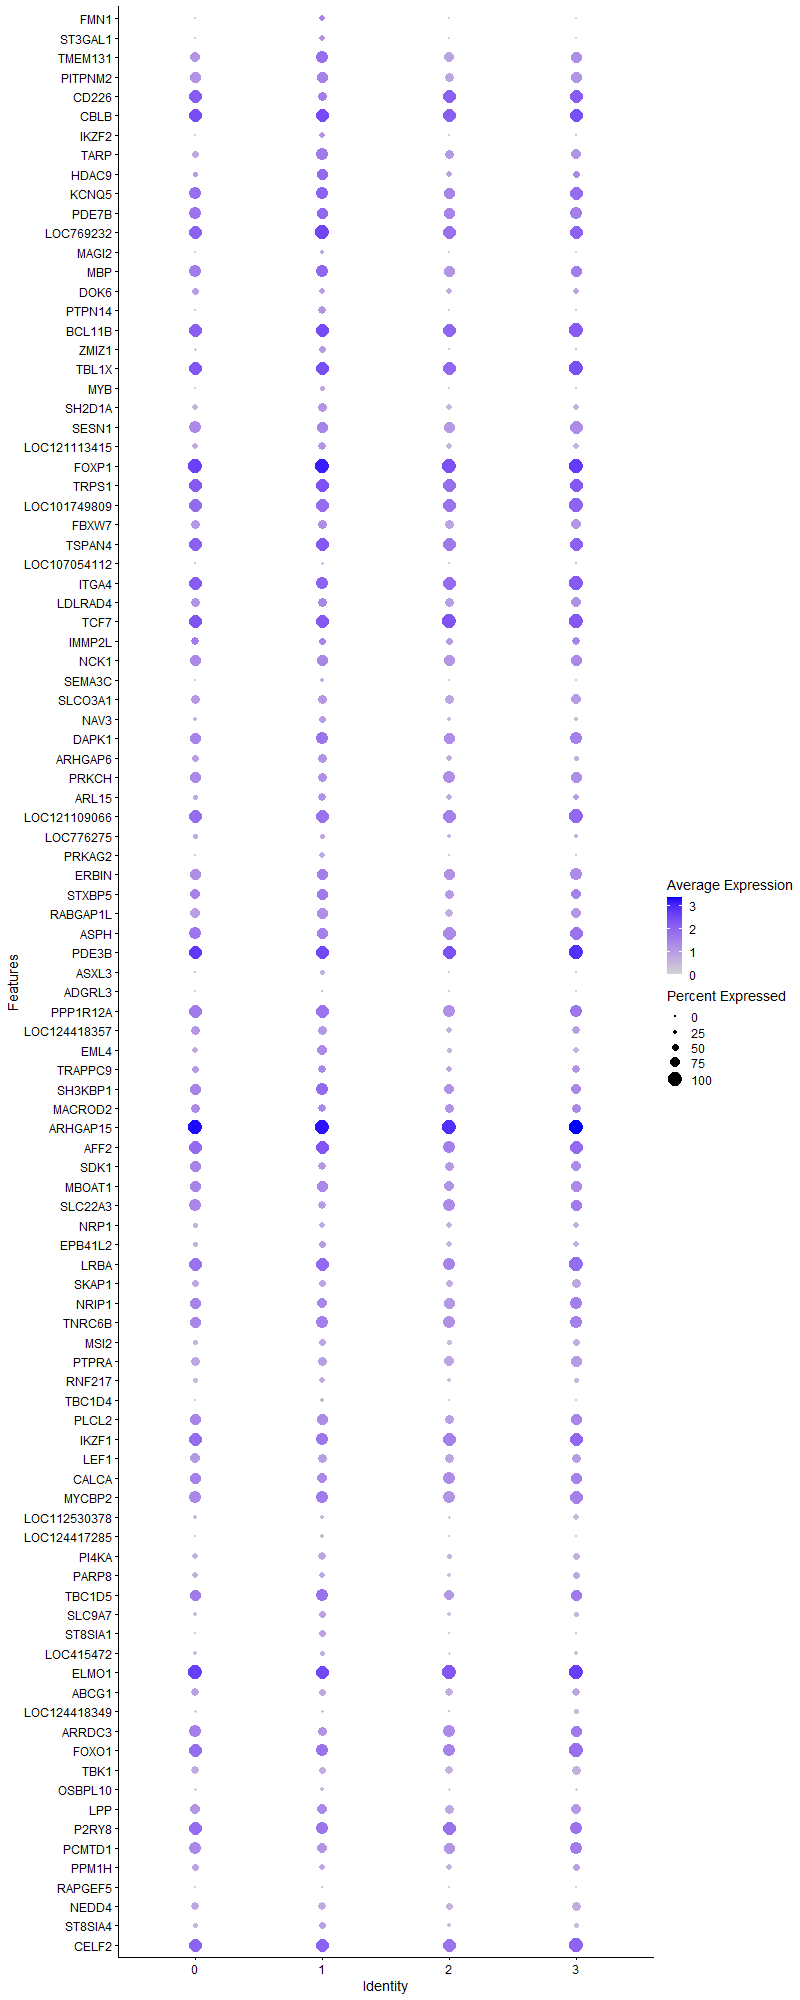 FMN1
ST3GAL1
TMEM131
PITPNM2
CD226
CBLB
IKZF2
TARP
HDAC9
KCNQ5
PDE7B
LOC769232
MAGI2
MBP
DOK6
PTPN14
BCL11B
ZMIZ1
TBL1X
MYB
SH2D1A
SESN1
LOC121113415
FOXP1
TRPS1
LOC101749809
FBXW7
TSPAN4
LOC107054112
ITGA4
LDLRAD4
TCF7
IMMP2L
NCK1
SEMA3C
SLCO3A1
NAV3
DAPK1
ARHGAP6
PRKCH
ARL15
LOC121109066
LOC776275
PRKAG2
ERBIN
STXBP5
RABGAP1L
ASPH
PDE3B
ASXL3
ADGRL3
PPP1R12A
LOC124418357
EML4
TRAPPC9
SH3KBP1
MACROD2
ARHGAP15
AFF2
SDK1
MBOAT1
SLC22A3
NRP1
EPB41L2
LRBA
SKAP1
NRIP1
TNRC6B
MSI2
PTPRA
RNF217
TBC1D4
PLCL2
IKZF1
LEF1
CALCA
MYCBP2
LOC112530378
LOC124417285
PI4KA
PARP8
TBC1D5
SLC9A7
ST8SIA1
LOC415472
ELMO1
ABCG1
LOC124418349
ARRDC3
FOXO1
TBK1
OSBPL10
LPP
P2RY8
PCMTD1
PPM1H
RAPGEF5
NEDD4
ST8SIA4
CELF2
Features
0 1 2 3
Identity
Average Expression
3
2
1
0
Percent Expressed
0
25
50
75
100